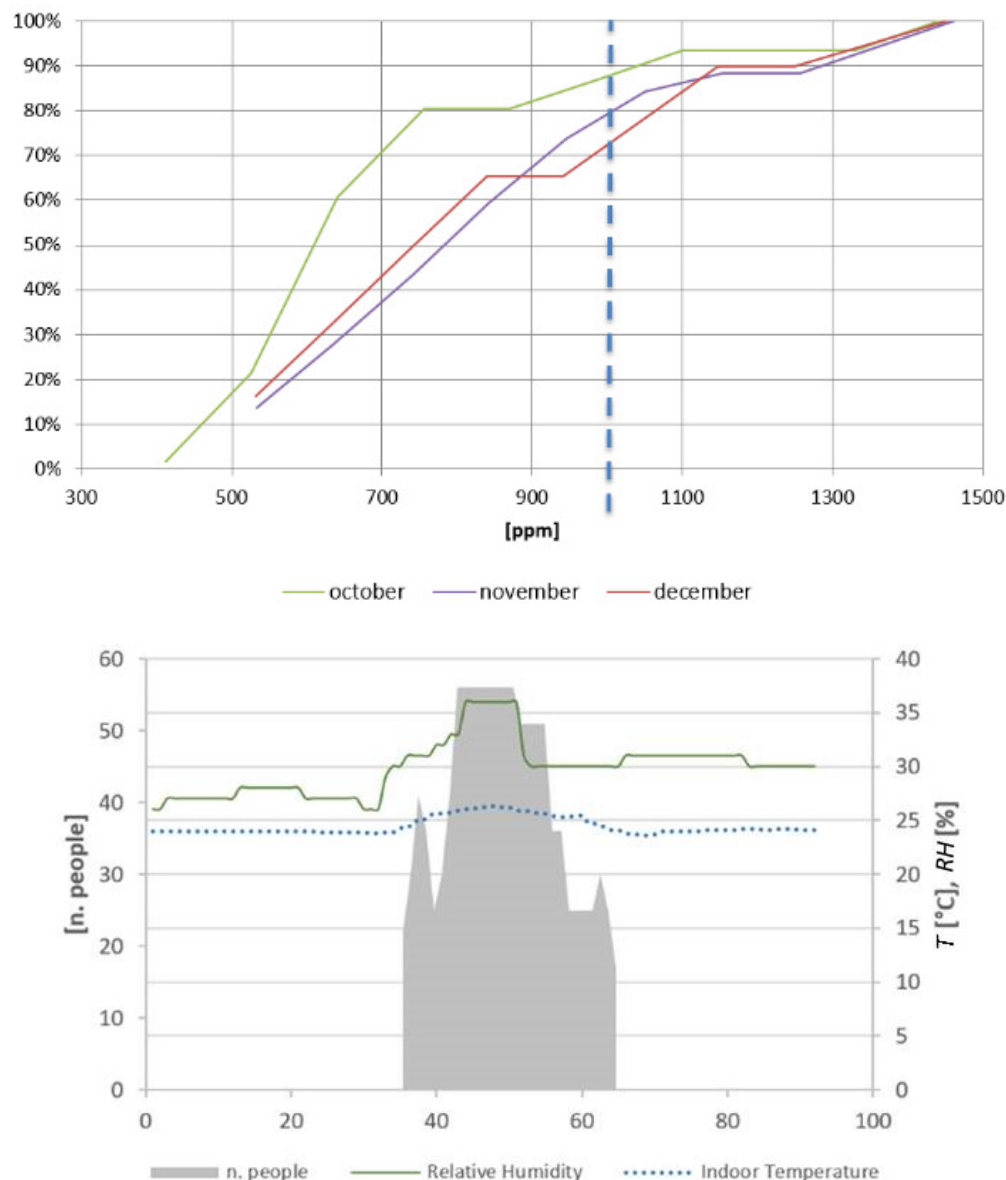 100%
90%
80%
70%
60%
50%
40%
30%
20%
10%
0%
300 500 700 900 1100 1300 1500
[ppm]
october november december
60 40
50 35
40 30
30 25
20 20
10 15
0 10
5
0
[n. people]
T [°C], RH [%]
0 20 40 60 80 100
n. people Relative Humidity Indoor Temperature